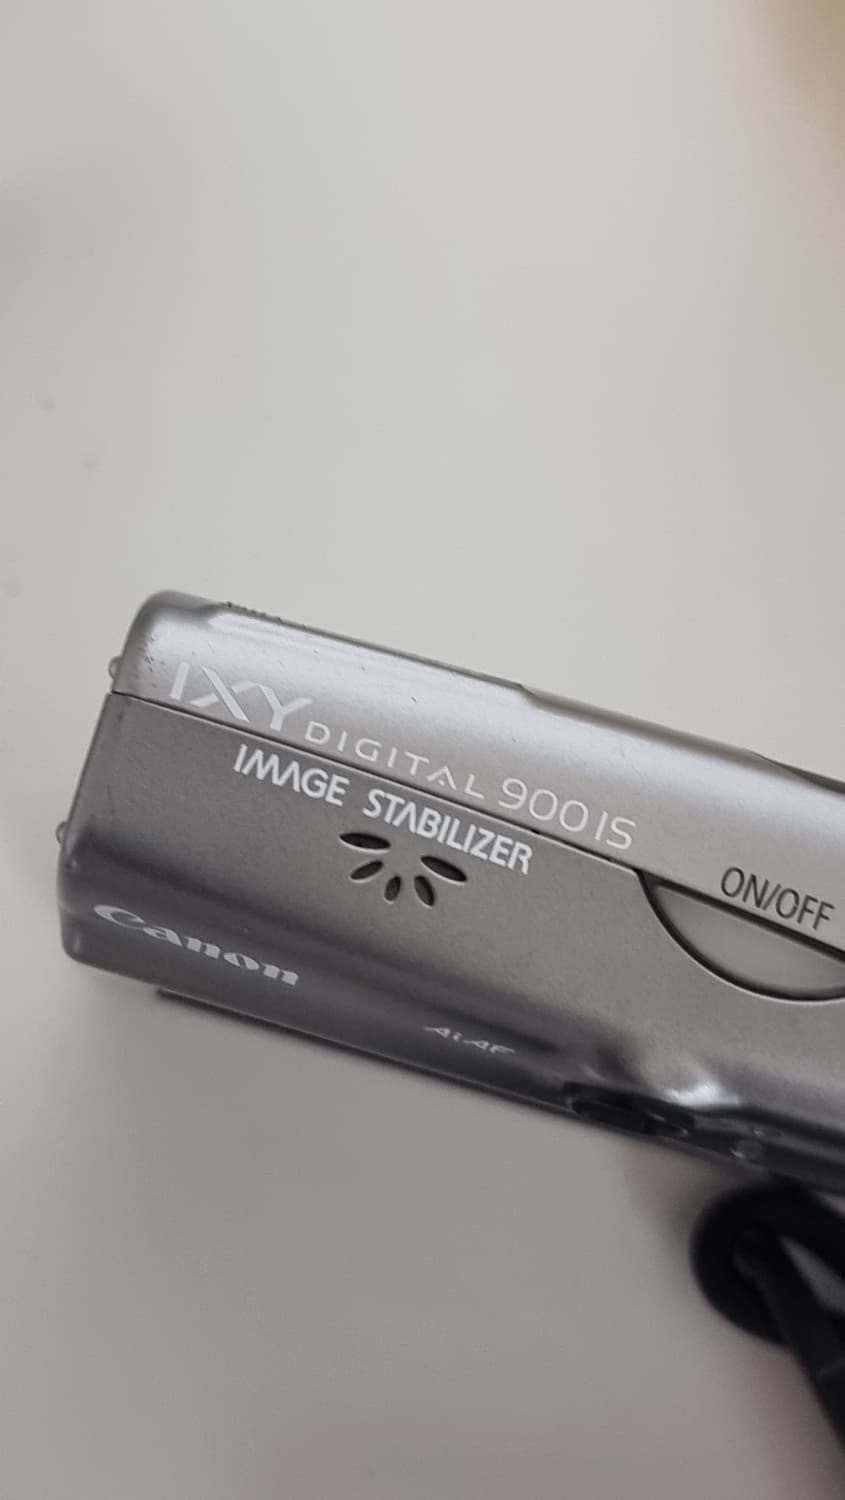 IXY DIGITAL 900 IS
IMAGE STABILIZER
ON/OFF
Canon
AiAF